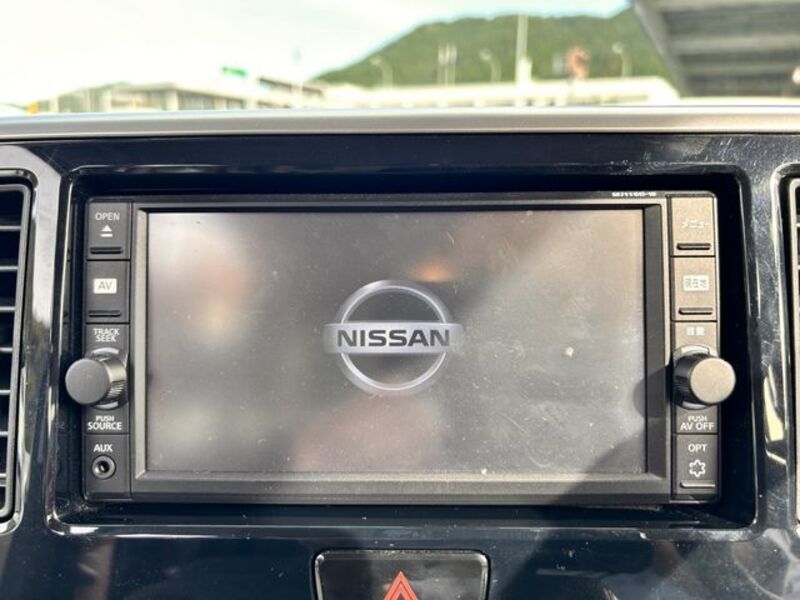 MJ116D-W
OPEN
AV
TRACK
SEEK
PUSH
SOURCE
AUX
NISSAN
メニュー
現在地
音量
PUSH
AV OFF
OPT